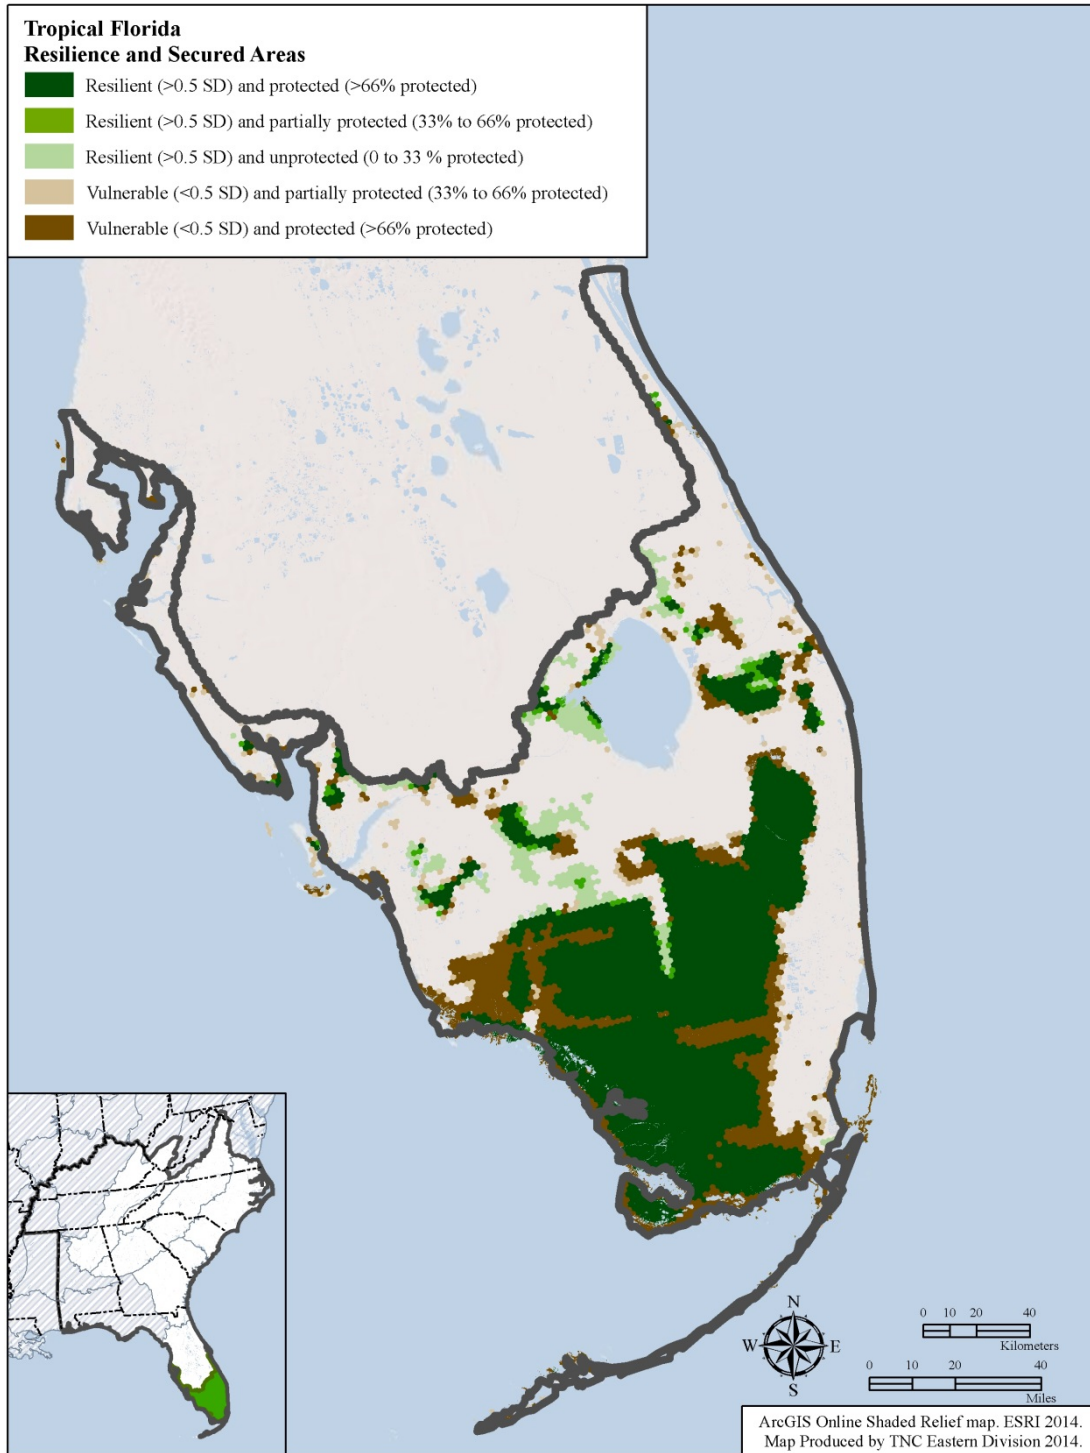 Tropical Florida
Resilience and Secured Areas
Resilient (>0.5 SD) and protected (>66% protected)
Resilient (>0.5 SD) and partially protected (33% to 66% protected)
Resilient (>0.5 SD) and unprotected (0 to 33 % protected)
Vulnerable (<0.5 SD) and partially protected (33% to 66% protected)
Vulnerable (<0.5 SD) and protected (>66% protected)
N
W E
S
0 10 20 40
Kilometers
0 10 20 40
Miles
ArcGIS Online Shaded Relief map. ESRI 2014.
Map Produced by TNC Eastern Division 2014.